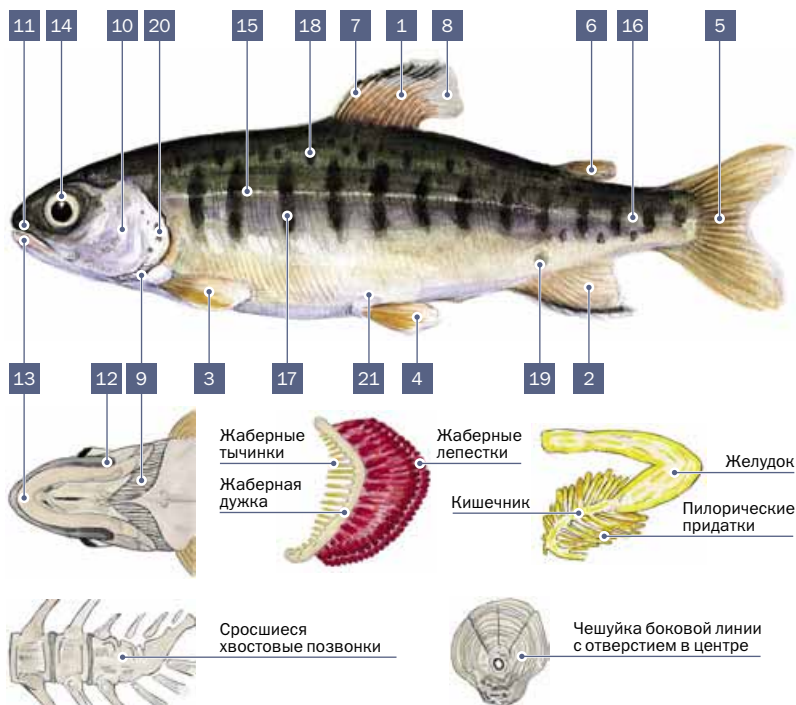 11 14 10 20 15 18 7 1 8 6 16 5
13 12 9 3 17 21 4 19 2
Жаберные
тычинки
Жаберная
дужка
Жаберные
лепестки
Кишечник
Желудок
Пилорические
придатки
Сросшиеся
хвостовые позвонки
Чешуйка боковой линии
с отверстием в центре